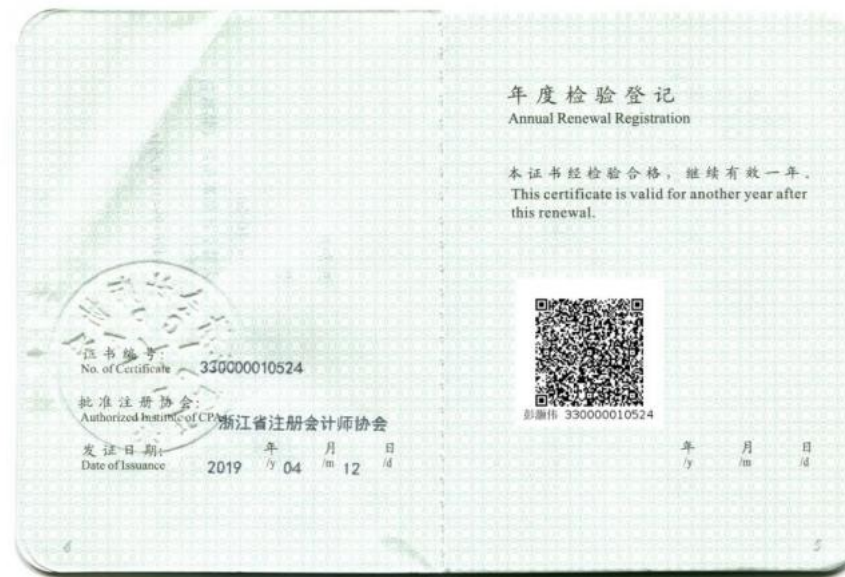 证书编号:
No. of Certificate
330000010524
批准注册协会:
Authorized Institute of CPAs
浙江省注册会计师协会
发证日期:
Date of Issuance
2019 年/y 04 月/m 12 日/d
6
年度检验登记
Annual Renewal Registration
本证书经检验合格，继续有效一年。
This certificate is valid for another year after
this renewal.
彭灏伟 330000010524
年 月 日
/y /m /d
5